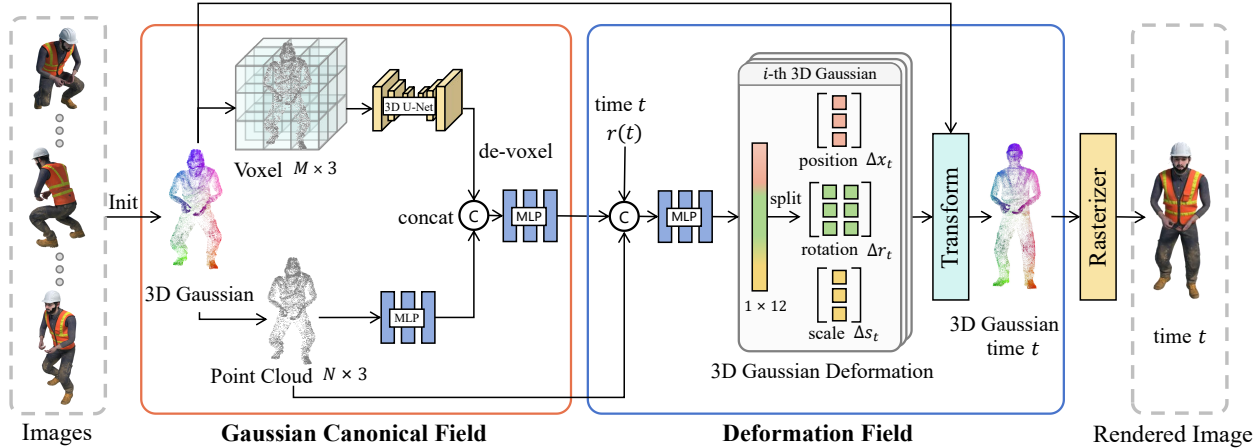 Images
Init
3D Gaussian
Voxel M × 3
3D U-Net
de-voxel
concat
C
MLP
Point Cloud N × 3
MLP
Gaussian Canonical Field
time t
r(t)
C
MLP
i-th 3D Gaussian
1 × 12
split
position Δx_t
rotation Δr_t
scale Δs_t
3D Gaussian Deformation
Transform
3D Gaussian
time t
Deformation Field
Rasterizer
time t
Rendered Image